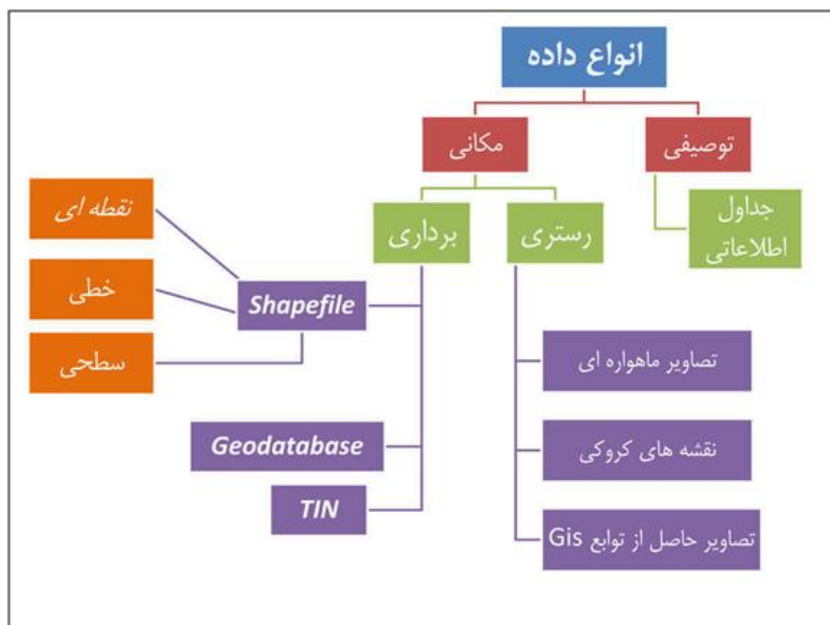 انواع داده
توصیفی
مکانی
جداول
اطلاعاتی
رستری
برداری
نقطه ای
خطی
سطحی
Shapefile
Geodatabase
TIN
تصاویر ماهواره ای
نقشه های کروکی
تصاویر حاصل از توابع Gis